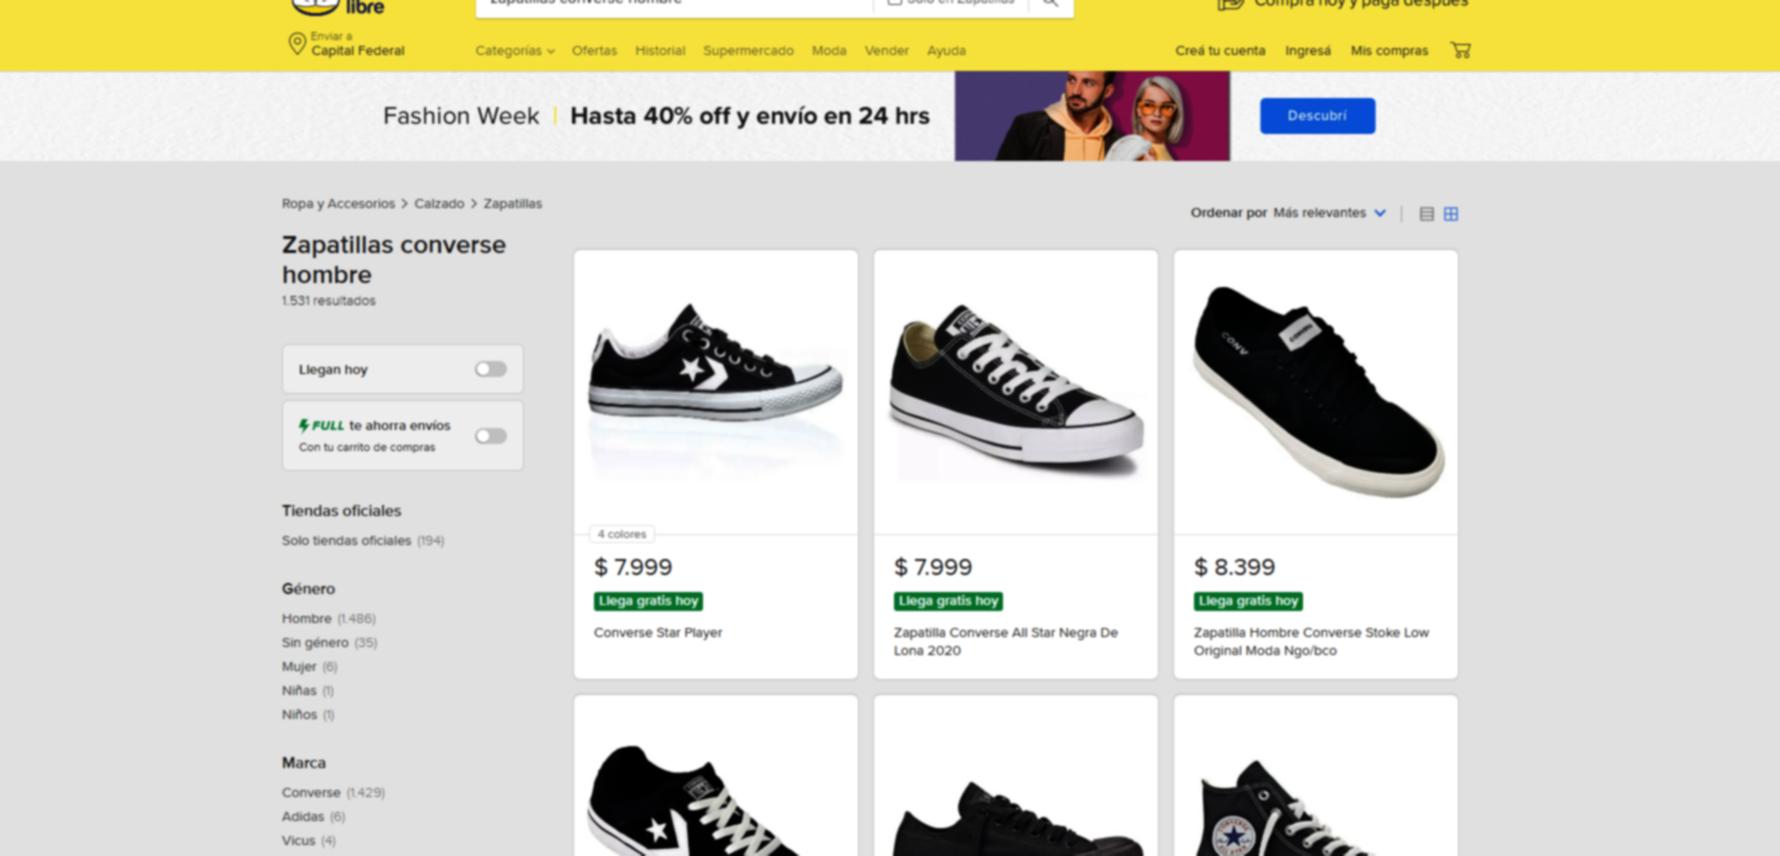 libre
zapatillas converse hombre
Solo en Zapatillas
Comprá hoy y pagá después
Enviar a
Capital Federal
Categorías Ofertas Historial Supermercado Moda Vender Ayuda
Creá tu cuenta Ingresá Mis compras
Fashion Week | Hasta 40% off y envío en 24 hrs
Descubrí
Ropa y Accesorios > Calzado > Zapatillas
Ordenar por Más relevantes
Zapatillas converse
hombre
1.531 resultados
Llegan hoy
FULL te ahorra envíos
Con tu carrito de compras
Tiendas oficiales
Solo tiendas oficiales (194)
Género
Hombre (1.486)
Sin género (35)
Mujer (6)
Niñas (1)
Niños (1)
Marca
Converse (1.429)
Adidas (6)
Vicus (4)
4 colores
$ 7.999
Llega gratis hoy
Converse Star Player
$ 7.999
Llega gratis hoy
Zapatilla Converse All Star Negra De
Lona 2020
CONV
$ 8.399
Llega gratis hoy
Zapatilla Hombre Converse Stoke Low
Original Moda Ngo/bco